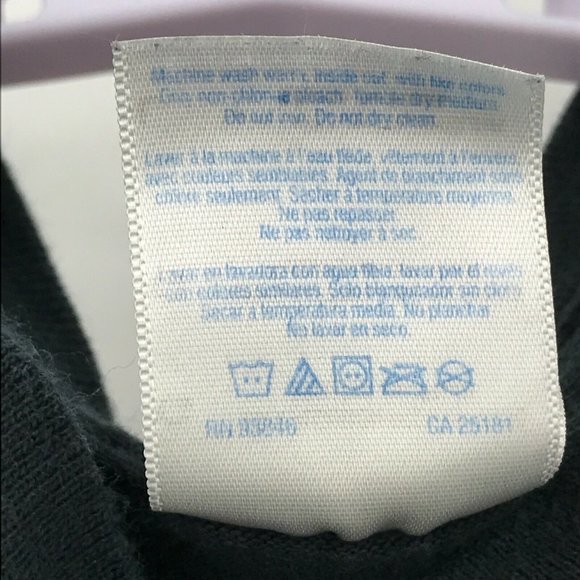 Machine wash warm, inside out, with like colors.
Only non-chlorine bleach. Tumble dry medium.
Do not iron. Do not dry clean.
Laver à la machine à l'eau tiède, vêtement à l'envers,
avec couleurs semblables. Agent de blanchiment sans
chlore seulement. Sécher à température moyenne.
Ne pas repasser.
Ne pas nettoyer à sec.
Lavar en lavadora con agua tibia, lavar por el revés
con colores similares. Solo blanqueador sin cloro.
Secar a temperatura media. No planchar.
No lavar en seco.
RN 93846 CA 25181